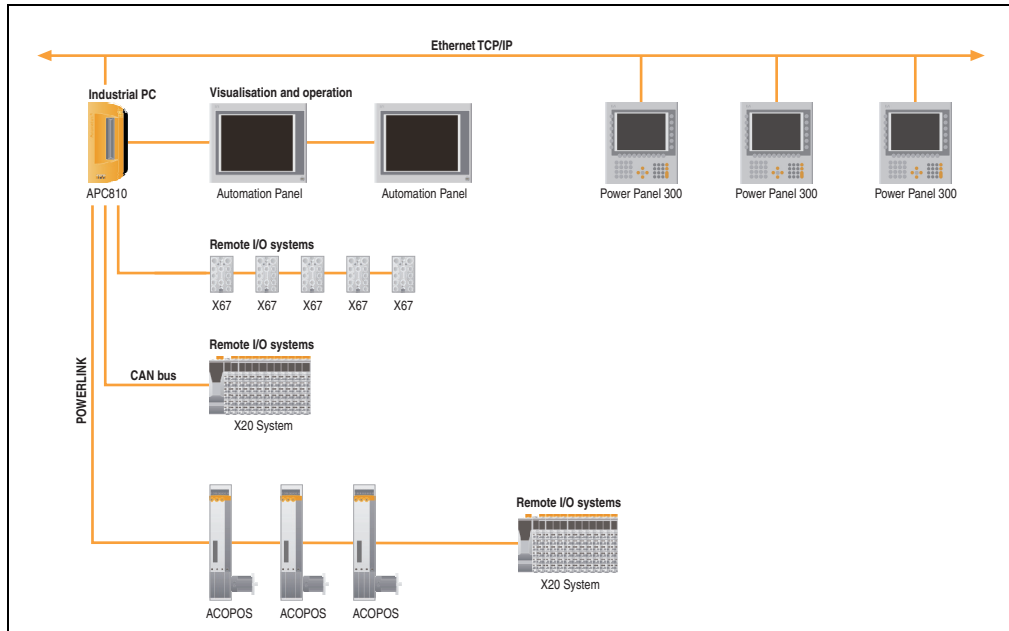 Ethernet TCP/IP
Industrial PC
Visualisation and operation
APC810
Automation Panel
Automation Panel
Power Panel 300
Power Panel 300
Power Panel 300
Remote I/O systems
X67
X67
X67
X67
X67
Remote I/O systems
POWERLINK
CAN bus
X20 System
Remote I/O systems
X20 System
ACOPOS
ACOPOS
ACOPOS